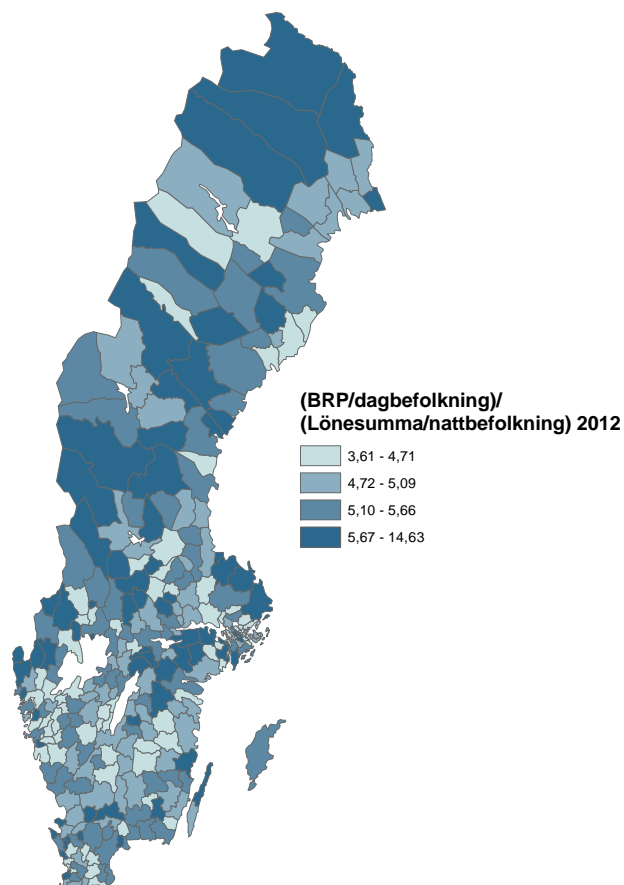 (BRP/dagbefolkning)/
(Lönesumma/nattbefolkning) 2012
3,61 - 4,71
4,72 - 5,09
5,10 - 5,66
5,67 - 14,63